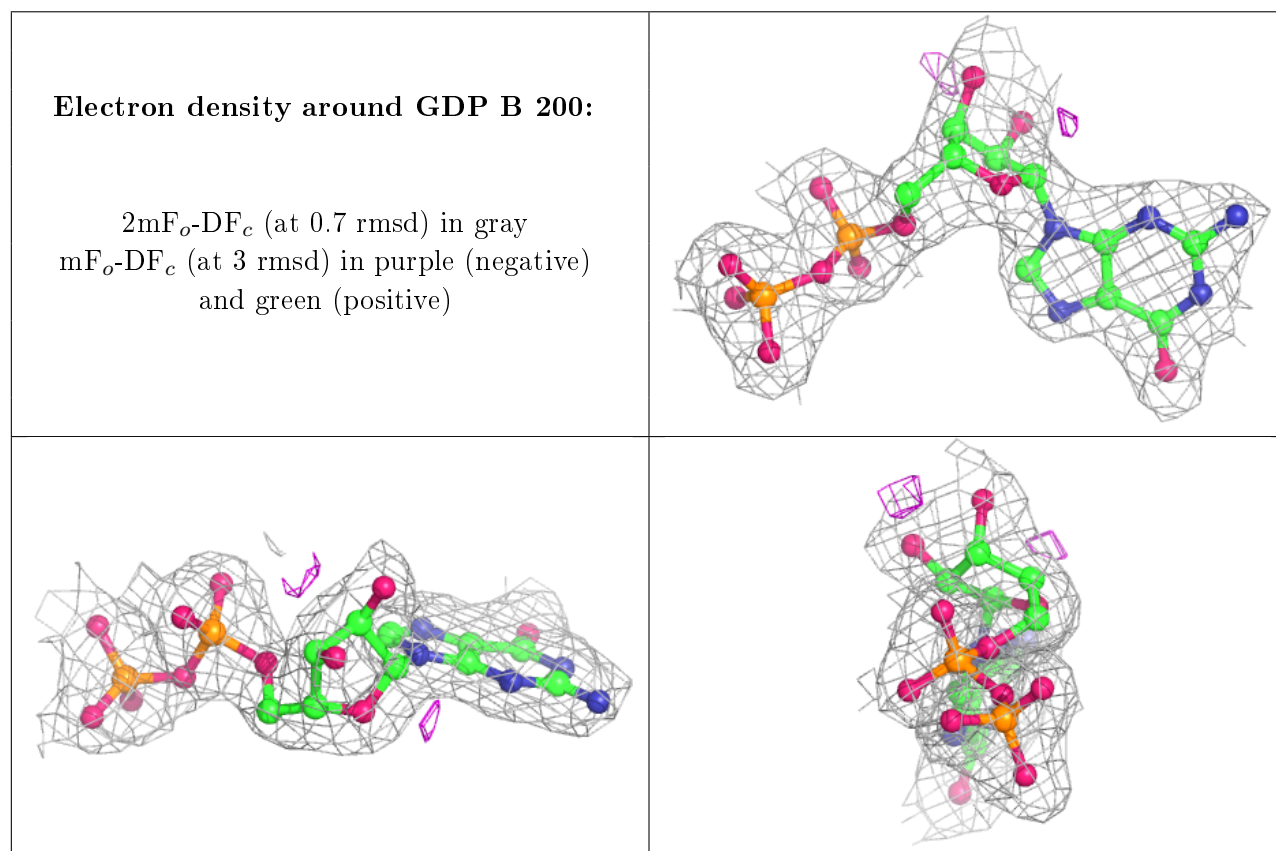 Electron density around GDP B 200:
2mFo-DFc (at 0.7 rmsd) in gray
mFo-DFc (at 3 rmsd) in purple (negative)
and green (positive)